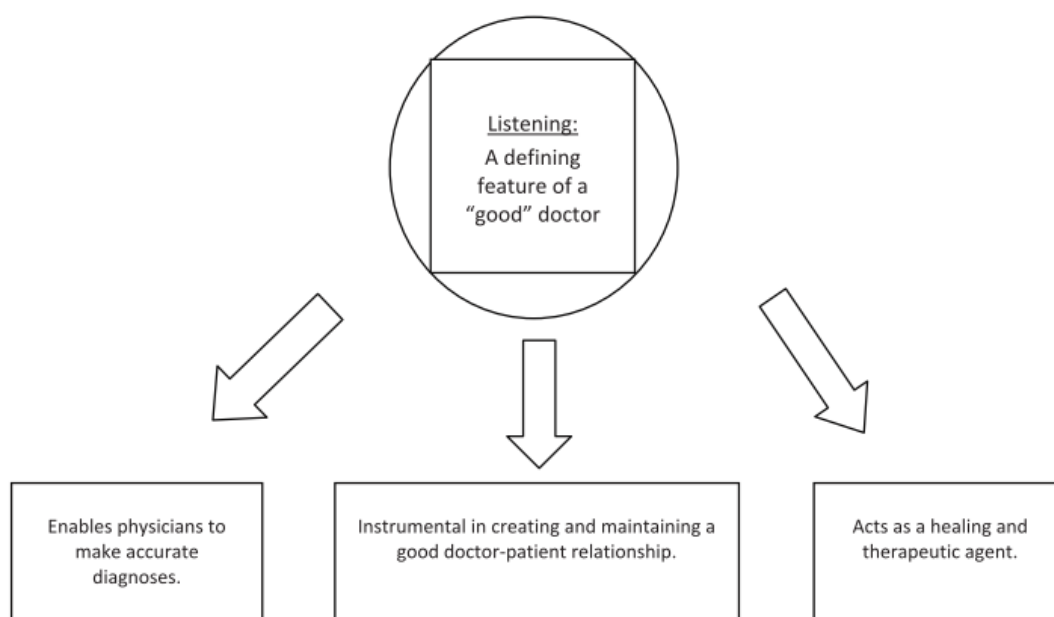 Listening:
A defining
feature of a
“good” doctor
Enables physicians to
make accurate
diagnoses.
Instrumental in creating and maintaining a
good doctor-patient relationship.
Acts as a healing and
therapeutic agent.